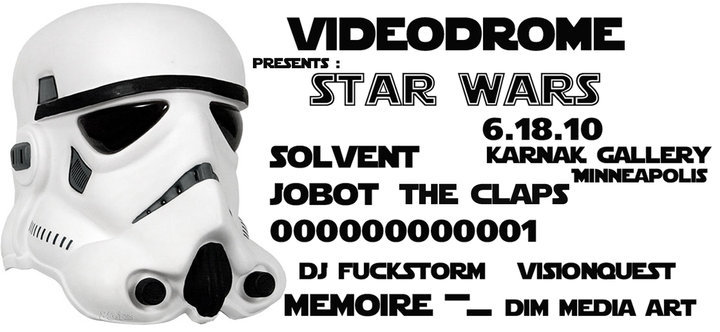 VIDEODROME
PRESENTS :
STAR WARS
6.18.10
SOLVENT KARNAK GALLERY
MINNEAPOLIS
JOBOT THE CLAPS
000000000001
DJ FUCKSTORM VISIONQUEST
MEMOIRE DIM MEDIA ART